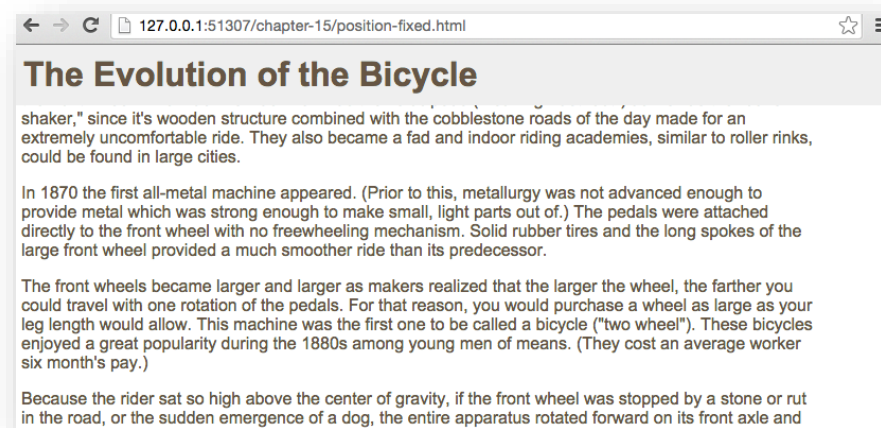 127.0.0.1:51307/chapter-15/position-fixed.html
The Evolution of the Bicycle
shaker," since it's wooden structure combined with the cobblestone roads of the day made for an
extremely uncomfortable ride. They also became a fad and indoor riding academies, similar to roller rinks,
could be found in large cities.
In 1870 the first all-metal machine appeared. (Prior to this, metallurgy was not advanced enough to
provide metal which was strong enough to make small, light parts out of.) The pedals were attached
directly to the front wheel with no freewheeling mechanism. Solid rubber tires and the long spokes of the
large front wheel provided a much smoother ride than its predecessor.
The front wheels became larger and larger as makers realized that the larger the wheel, the farther you
could travel with one rotation of the pedals. For that reason, you would purchase a wheel as large as your
leg length would allow. This machine was the first one to be called a bicycle ("two wheel"). These bicycles
enjoyed a great popularity during the 1880s among young men of means. (They cost an average worker
six month's pay.)
Because the rider sat so high above the center of gravity, if the front wheel was stopped by a stone or rut
in the road, or the sudden emergence of a dog, the entire apparatus rotated forward on its front axle and